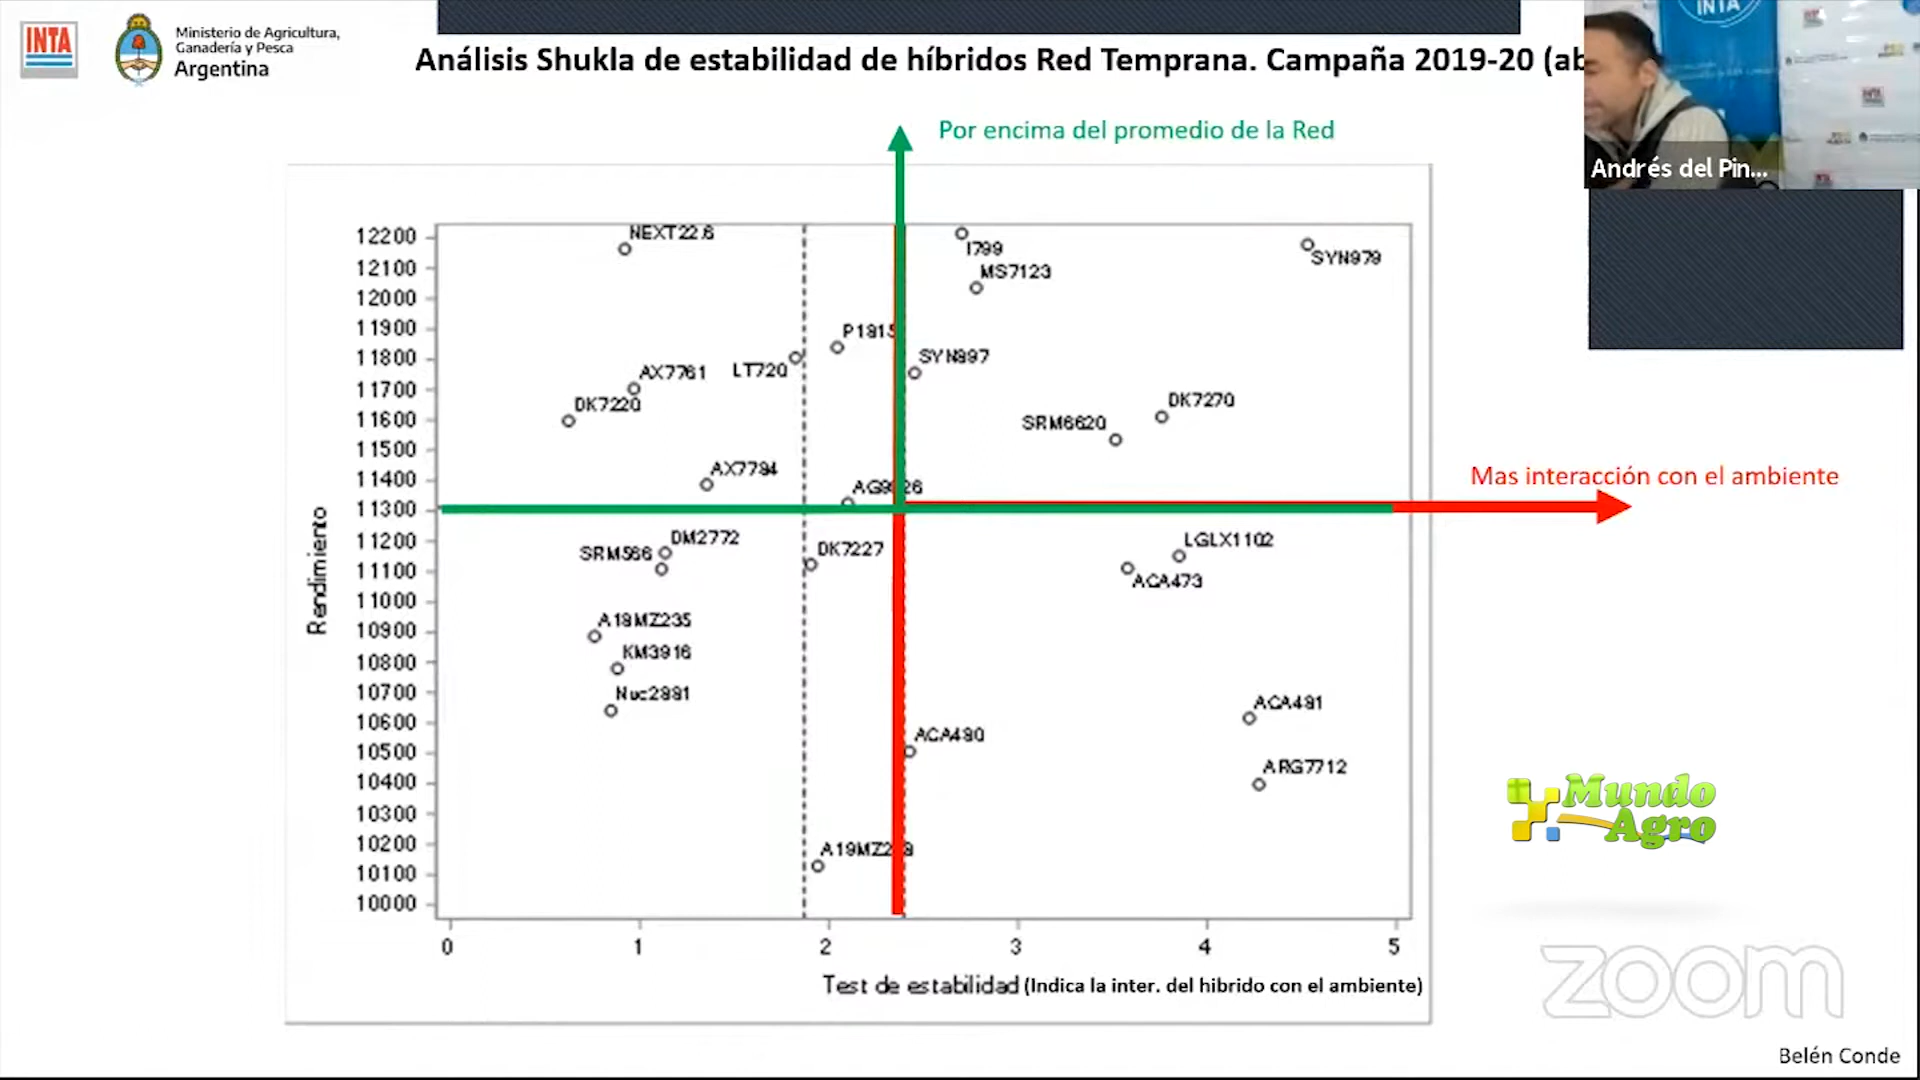 INTA
Ministerio de Agricultura,
Ganadería y Pesca
Argentina
Análisis Shukla de estabilidad de híbridos Red Temprana. Campaña 2019-20 (ab
INTA
Andrés del Pin...
Por encima del promedio de la Red
Mas interacción con el ambiente
Rendimiento
12200
12100
12000
11900
11800
11700
11600
11500
11400
11300
11200
11100
11000
10900
10800
10700
10600
10500
10400
10300
10200
10100
10000
NEXT22.6
I799
SYN979
MS7123
P1815
SYN897
LT720
AX7761
DK7220
DK7270
SRM6620
AX7784
DM2772
SRM566
DK7227
LGLX1102
ACA473
A18MZ235
KM3916
Nuc2881
ACA481
ACA480
ARG7712
0 1 2 3 4 5
Test de estabilidad (Indica la inter. del hibrido con el ambiente)
Mundo
Agro
zoom
Belén Conde